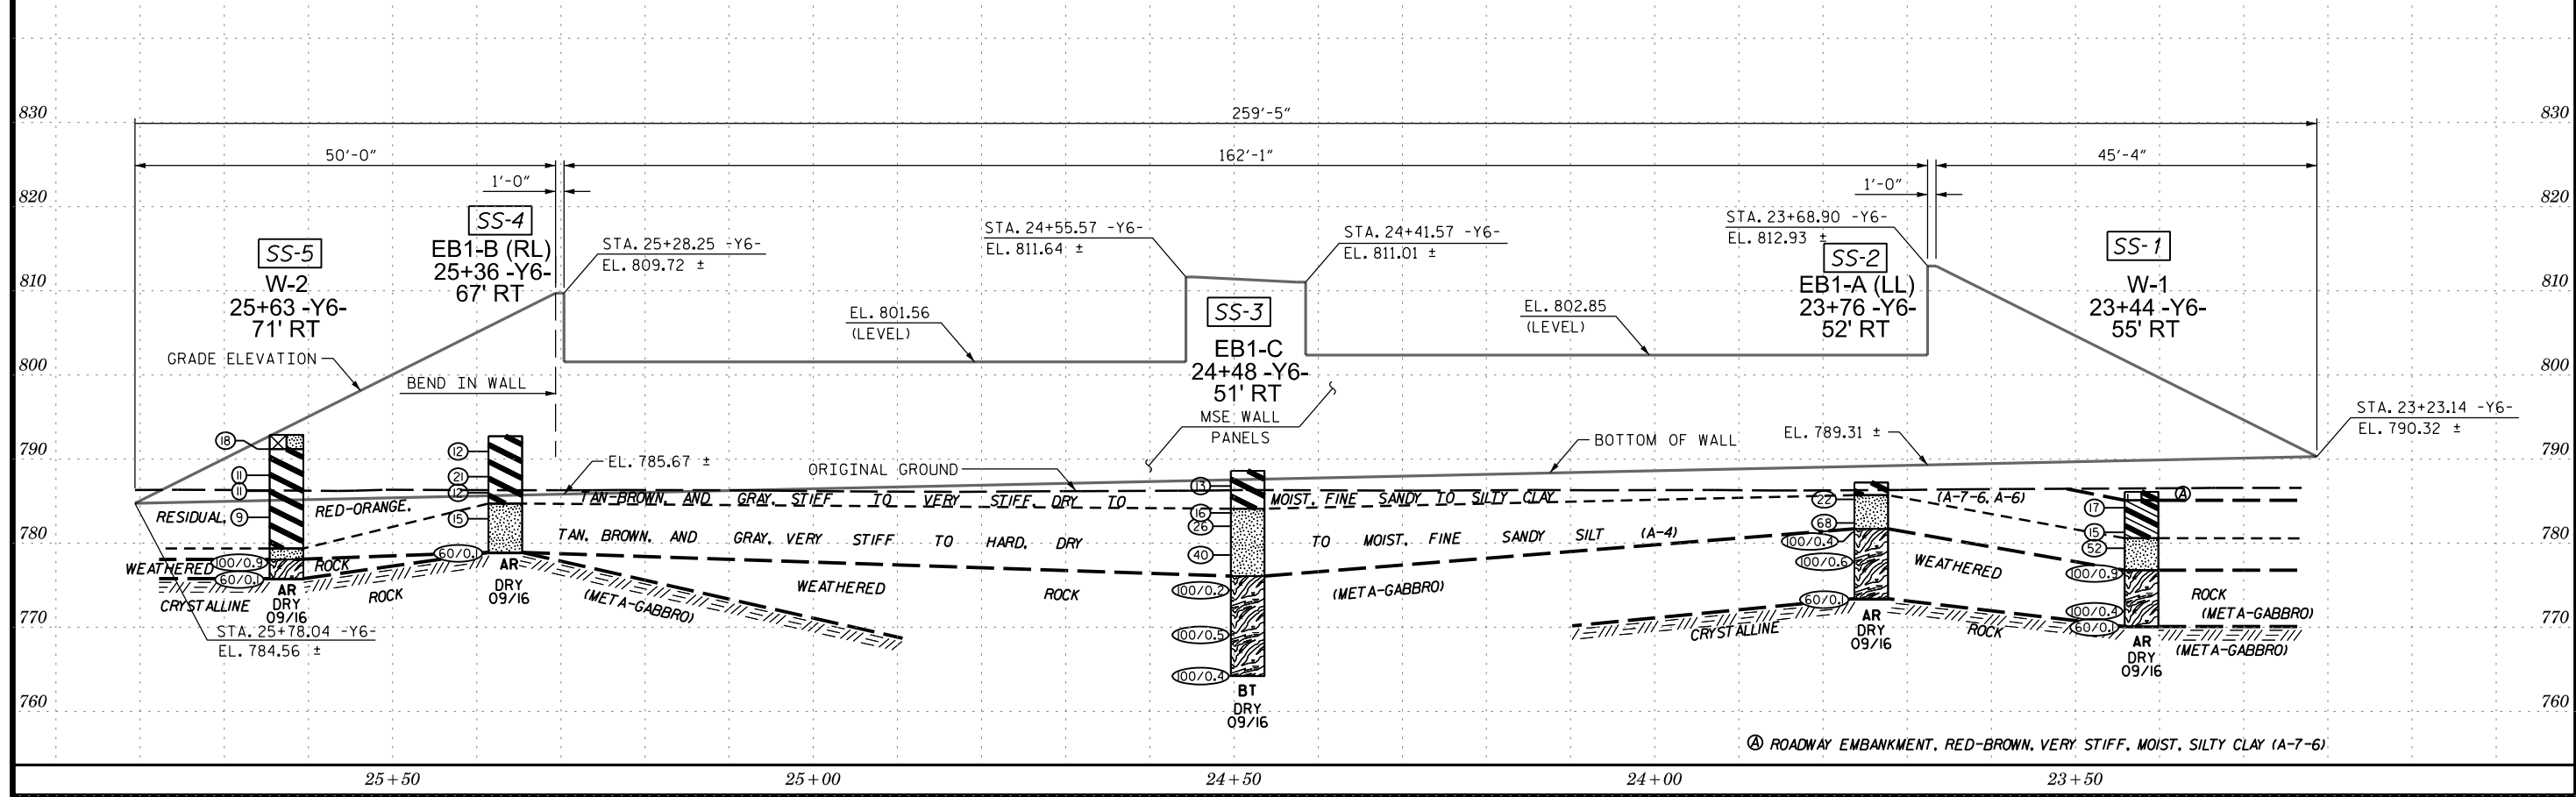 830
259'-5"
830
50'-0"
162'-1"
45'-4"
1'-0"
1'-0"
820
820
SS-5
W-2
25+63 -Y6-
71' RT
SS-4
EB1-B (RL)
25+36 -Y6-
67' RT
STA. 25+28.25 -Y6-
EL. 809.72 ±
STA. 24+55.57 -Y6-
EL. 811.64 ±
STA. 24+41.57 -Y6-
EL. 811.01 ±
STA. 23+68.90 -Y6-
EL. 812.93 ±
SS-2
EB1-A (LL)
23+76 -Y6-
52' RT
SS-1
W-1
23+44 -Y6-
55' RT
810
810
EL. 801.56
(LEVEL)
SS-3
EB1-C
24+48 -Y6-
51' RT
EL. 802.85
(LEVEL)
GRADE ELEVATION
800
800
BEND IN WALL
MSE WALL
PANELS
STA. 23+23.14 -Y6-
EL. 790.32 ±
790
790
EL. 785.67 ±
ORIGINAL GROUND
BOTTOM OF WALL
EL. 789.31 ±
18
11
11
9
100/0.9
60/0.1
12
21
12
15
60/0.1
13
16
26
40
100/0.2
100/0.5
100/0.4
22
68
100/0.4
100/0.6
60/0.1
17
15
52
100/0.9
100/0.4
60/0.1
A
RESIDUAL, RED-ORANGE, TAN-BROWN, AND GRAY, STIFF TO VERY STIFF, DRY TO MOIST, FINE SANDY TO SILTY CLAY (A-7-6, A-6)
780
780
TAN, BROWN, AND GRAY, VERY STIFF TO HARD, DRY TO MOIST, FINE SANDY SILT (A-4)
WEATHERED ROCK
WEATHERED ROCK (META-GABBRO)
WEATHERED ROCK (META-GABBRO)
CRYSTALLINE ROCK (META-GABBRO)
CRYSTALLINE ROCK (META-GABBRO)
AR
DRY
09/16
AR
DRY
09/16
BT
DRY
09/16
AR
DRY
09/16
AR
DRY
09/16
770
770
STA. 25+78.04 -Y6-
EL. 784.56 ±
760
760
A ROADWAY EMBANKMENT, RED-BROWN, VERY STIFF, MOIST, SILTY CLAY (A-7-6)
25+50
25+00
24+50
24+00
23+50